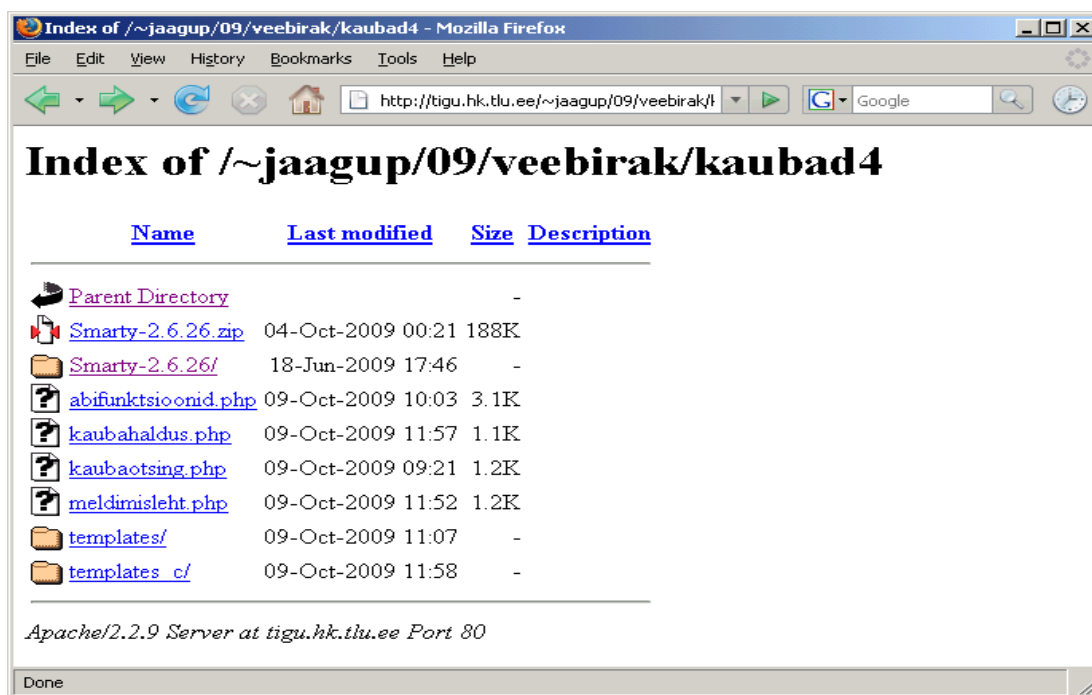 Index of /~jaagup/09/veebirak/kaubad4 - Mozilla Firefox
File Edit View History Bookmarks Tools Help
http://tigu.hk.tlu.ee/~jaagup/09/veebirak/ G Google
Index of /~jaagup/09/veebirak/kaubad4
Name Last modified Size Description
Parent Directory -
Smarty-2.6.26.zip 04-Oct-2009 00:21 188K
Smarty-2.6.26/ 18-Jun-2009 17:46 -
abifunktsioonid.php 09-Oct-2009 10:03 3.1K
kaubahaldus.php 09-Oct-2009 11:57 1.1K
kaubaotsing.php 09-Oct-2009 09:21 1.2K
meldimisleht.php 09-Oct-2009 11:52 1.2K
templates/ 09-Oct-2009 11:07 -
templates_c/ 09-Oct-2009 11:58 -
Apache/2.2.9 Server at tigu.hk.tlu.ee Port 80
Done